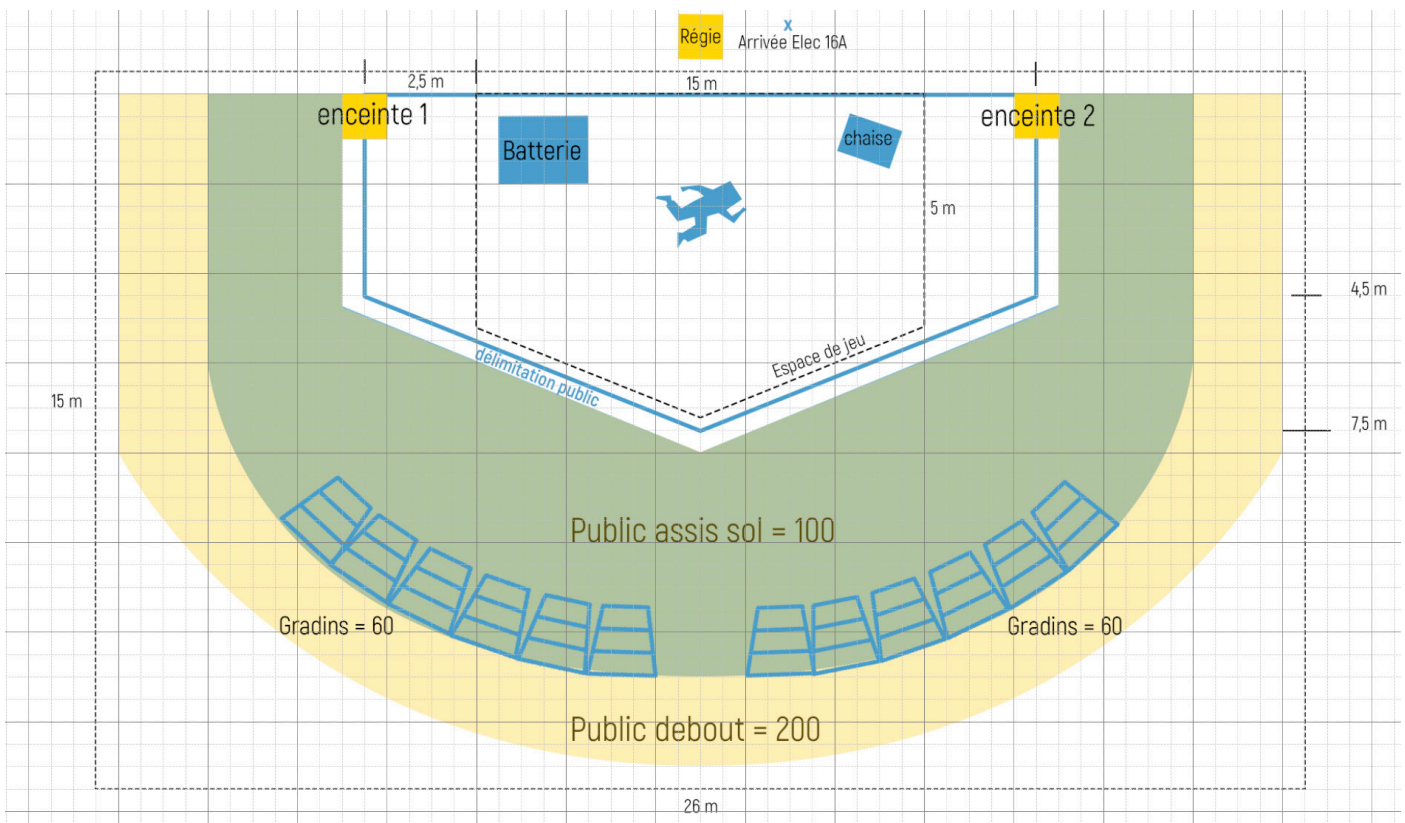 Régie
x
Arrivée Elec 16A
2,5 m
15 m
enceinte 1
enceinte 2
Batterie
chaise
5 m
4,5 m
Espace de jeu
délimitation public
15 m
7,5 m
Public assis sol = 100
Gradins = 60
Gradins = 60
Public debout = 200
26 m